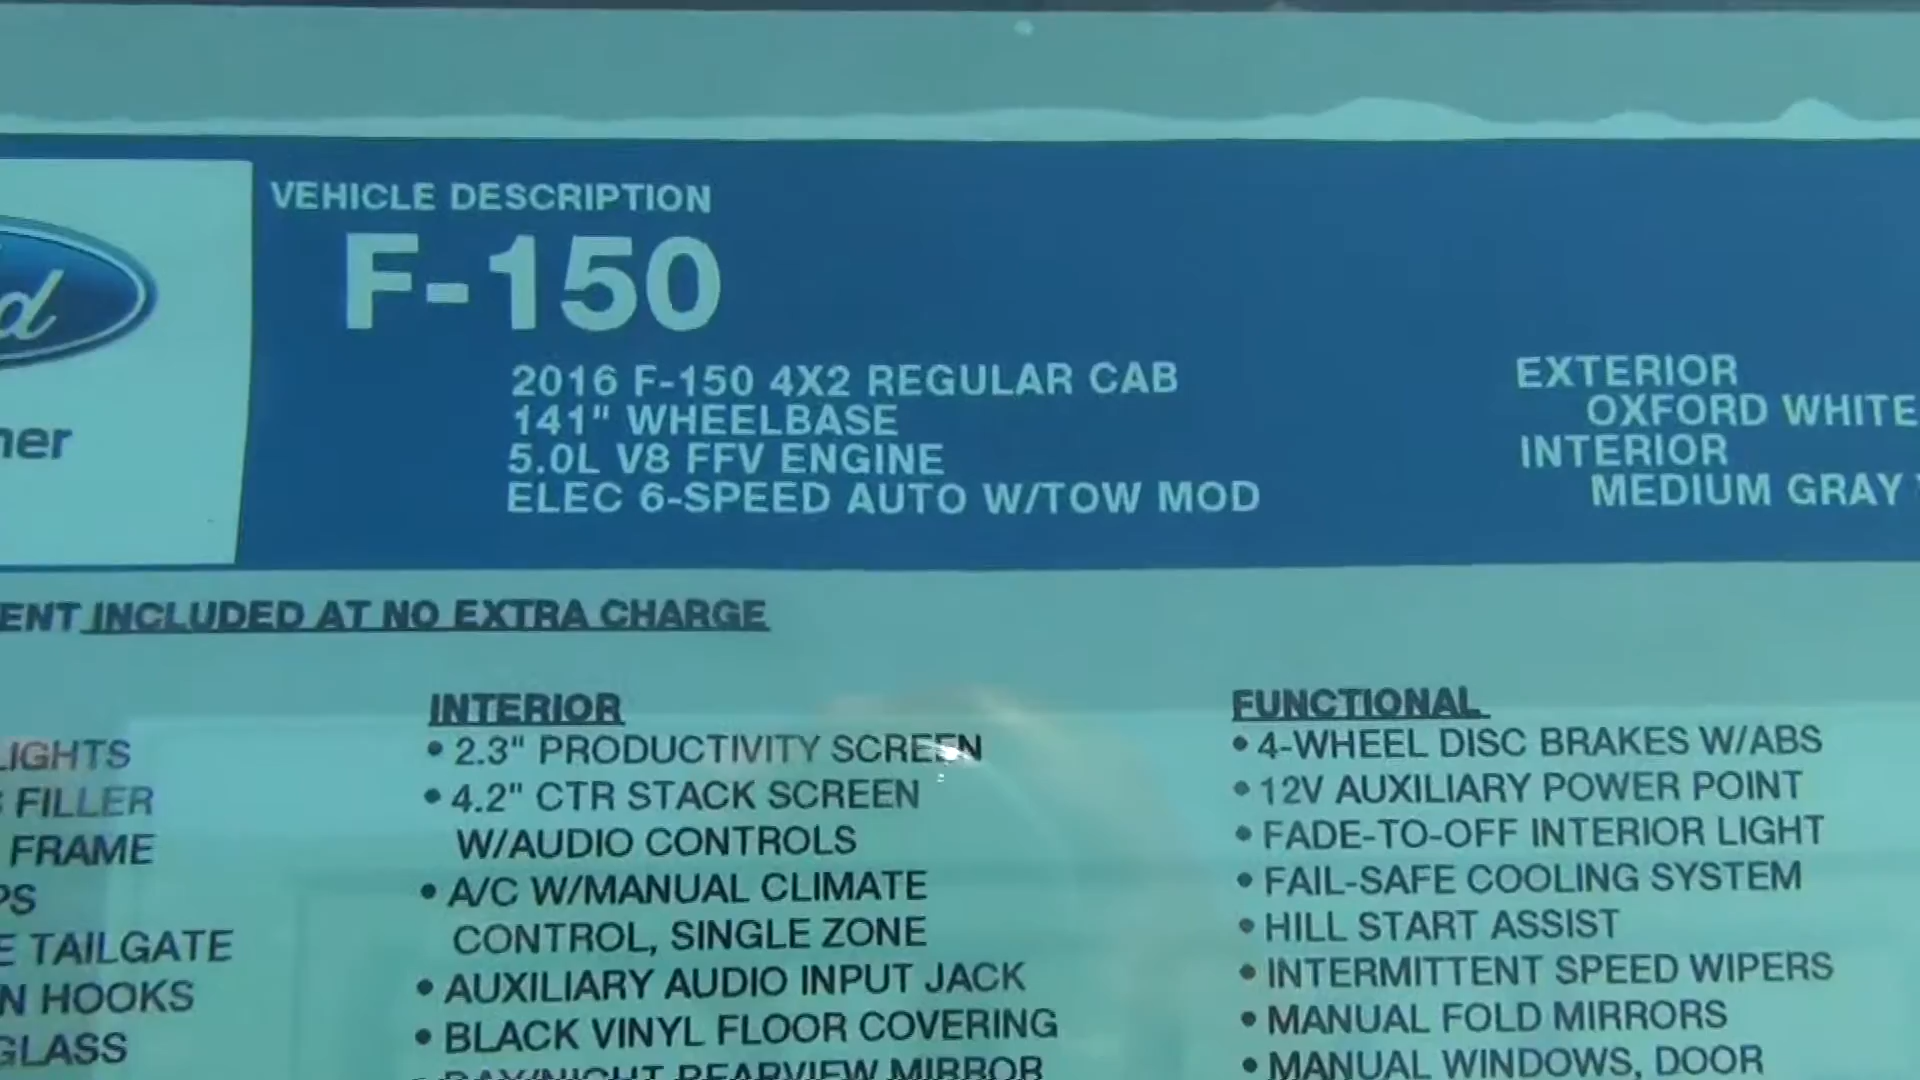 VEHICLE DESCRIPTION
F-150
2016 F-150 4X2 REGULAR CAB
141" WHEELBASE
5.0L V8 FFV ENGINE
ELEC 6-SPEED AUTO W/TOW MOD
EXTERIOR
OXFORD WHITE
INTERIOR
MEDIUM GRAY
INCLUDED AT NO EXTRA CHARGE
LIGHTS
FILLER
FRAME
TAILGATE
HOOKS
GLASS
INTERIOR
• 2.3" PRODUCTIVITY SCREEN
• 4.2" CTR STACK SCREEN
W/AUDIO CONTROLS
• A/C W/MANUAL CLIMATE
CONTROL, SINGLE ZONE
• AUXILIARY AUDIO INPUT JACK
• BLACK VINYL FLOOR COVERING
DAY/NIGHT REARVIEW MIRROR
FUNCTIONAL
• 4-WHEEL DISC BRAKES W/ABS
• 12V AUXILIARY POWER POINT
• FADE-TO-OFF INTERIOR LIGHT
• FAIL-SAFE COOLING SYSTEM
• HILL START ASSIST
• INTERMITTENT SPEED WIPERS
• MANUAL FOLD MIRRORS
• MANUAL WINDOWS, DOOR